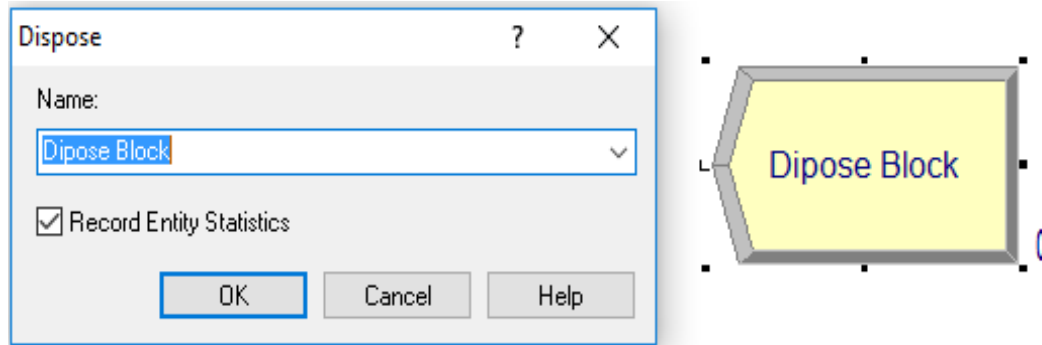 Dispose ?
Name:
Dipose Block
Record Entity Statistics
OK Cancel Help
Dipose Block